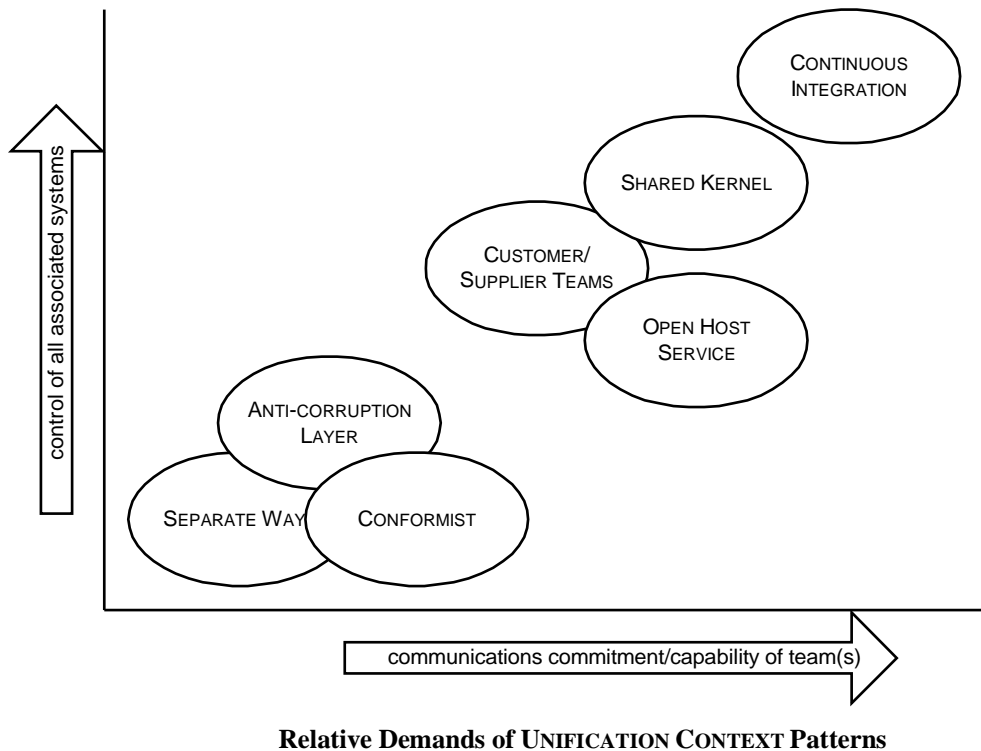 CONTINUOUS
INTEGRATION
SHARED KERNEL
CUSTOMER/
SUPPLIER TEAMS
OPEN HOST
SERVICE
ANTI-CORRUPTION
LAYER
SEPARATE WAY
CONFORMIST
control of all associated systems
communications commitment/capability of team(s)
Relative Demands of UNIFICATION CONTEXT Patterns